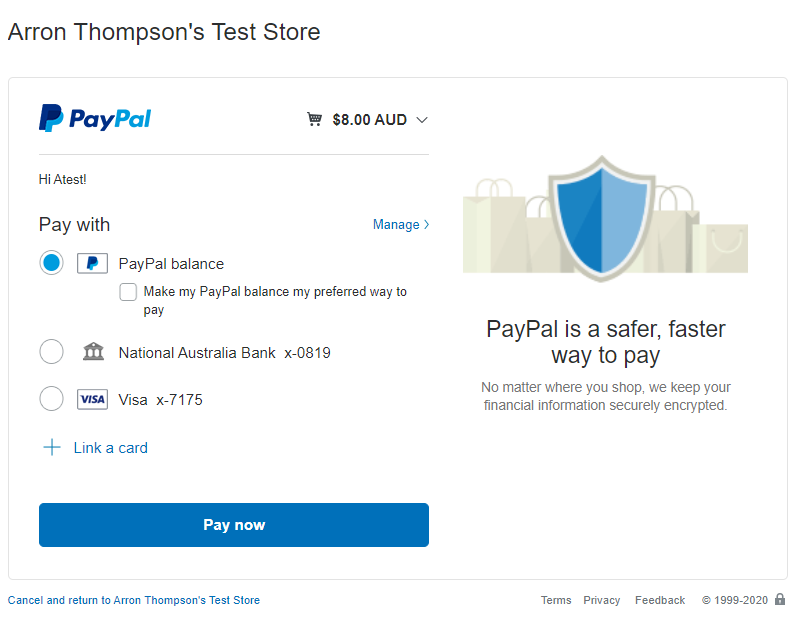 Arron Thompson's Test Store
PayPal
$8.00 AUD
Hi Atest!
Pay with
Manage
PayPal balance
Make my PayPal balance my preferred way to
pay
National Australia Bank x-0819
VISA Visa x-7175
Link a card
Pay now
PayPal is a safer, faster
way to pay
No matter where you shop, we keep your
financial information securely encrypted.
Cancel and return to Arron Thompson's Test Store
Terms Privacy Feedback © 1999-2020